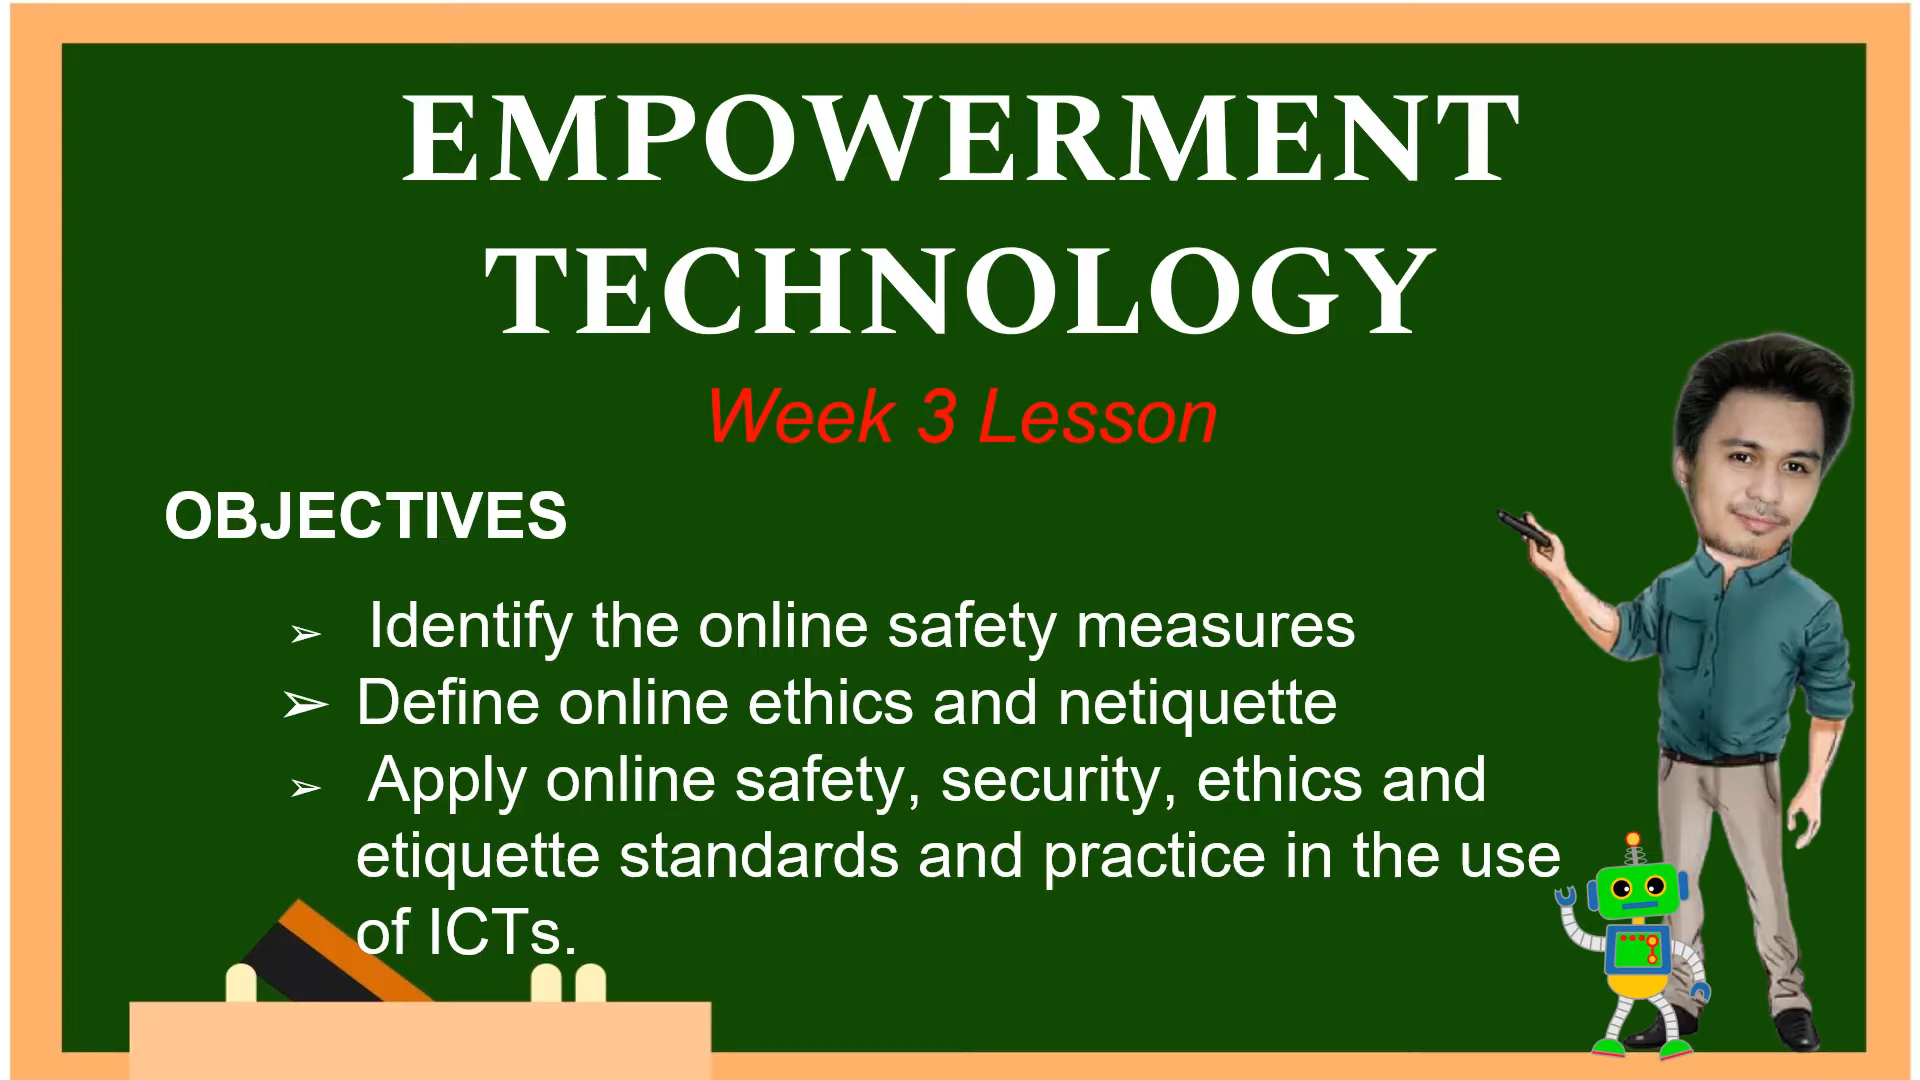 EMPOWERMENT
TECHNOLOGY
Week 3 Lesson
OBJECTIVES
➢ Identify the online safety measures
➢ Define online ethics and netiquette
➢ Apply online safety, security, ethics and
etiquette standards and practice in the use
of ICTs.